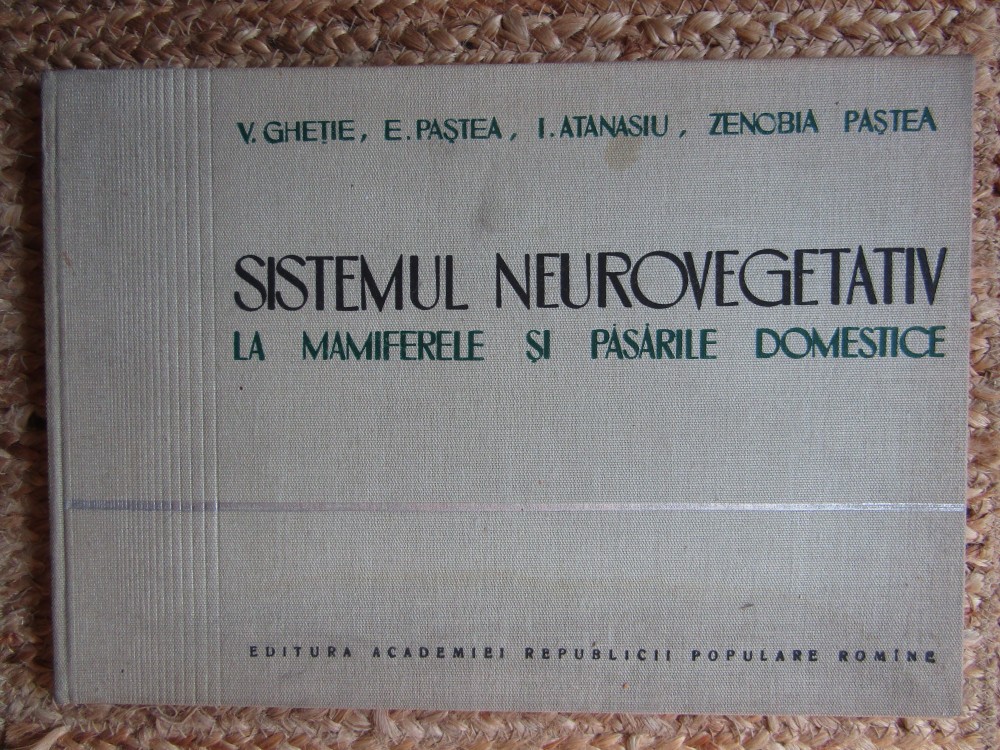 V. GHEȚIE, E. PAȘTEA, I. ATANASIU, ZENOBIA PAȘTEA
SISTEMUL NEUROVEGETATIV
LA MAMIFERELE ȘI PĂSĂRILE DOMESTICE
EDITURA ACADEMIEI REPUBLICII POPULARE ROMÎNE